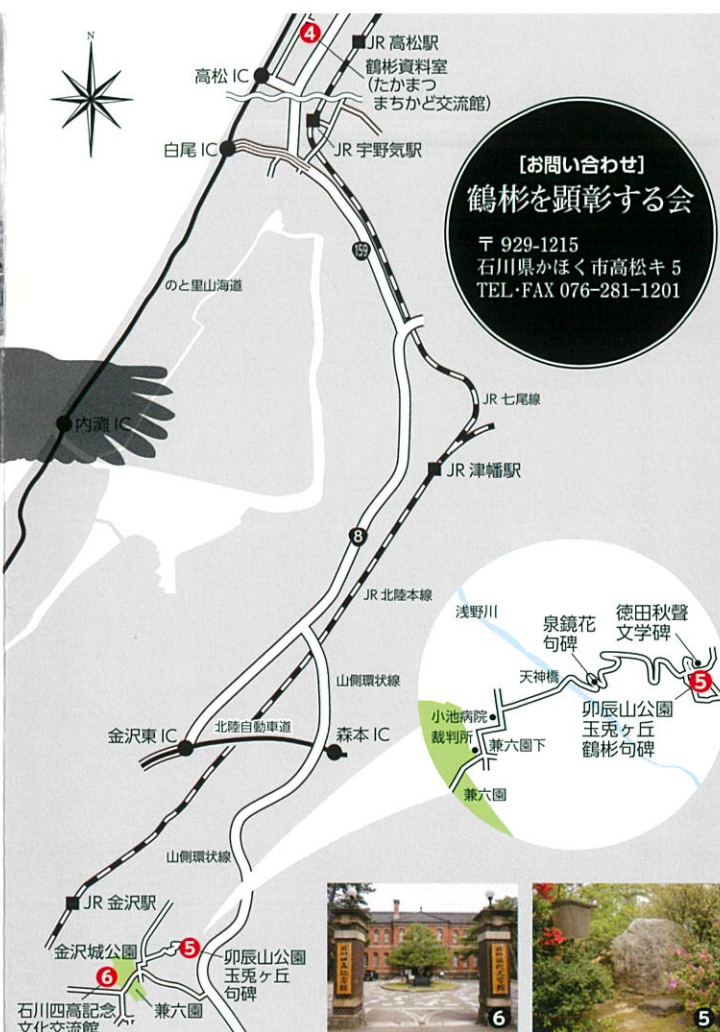 N
4
JR 高松駅
高松 IC
鶴彬資料室
(たかまつ
まちかど交流館)
白尾 IC
JR 宇野気駅
[お問い合わせ]
鶴彬を顕彰する会
〒 929-1215
石川県かほく市高松キ 5
TEL・FAX 076-281-1201
159
のと里山海道
JR 七尾線
内灘 IC
JR 津幡駅
8
JR 北陸本線
浅野川
泉鏡花
句碑
徳田秋聲
文学碑
天神橋
5
小池病院
裁判所
兼六園下
卯辰山公園
玉兎ヶ丘
鶴彬句碑
兼六園
山側環状線
金沢東 IC
北陸自動車道
森本 IC
山側環状線
JR 金沢駅
金沢城公園
5
卯辰山公園
玉兎ヶ丘
句碑
6
石川四高記念
文化交流館
兼六園
6
5